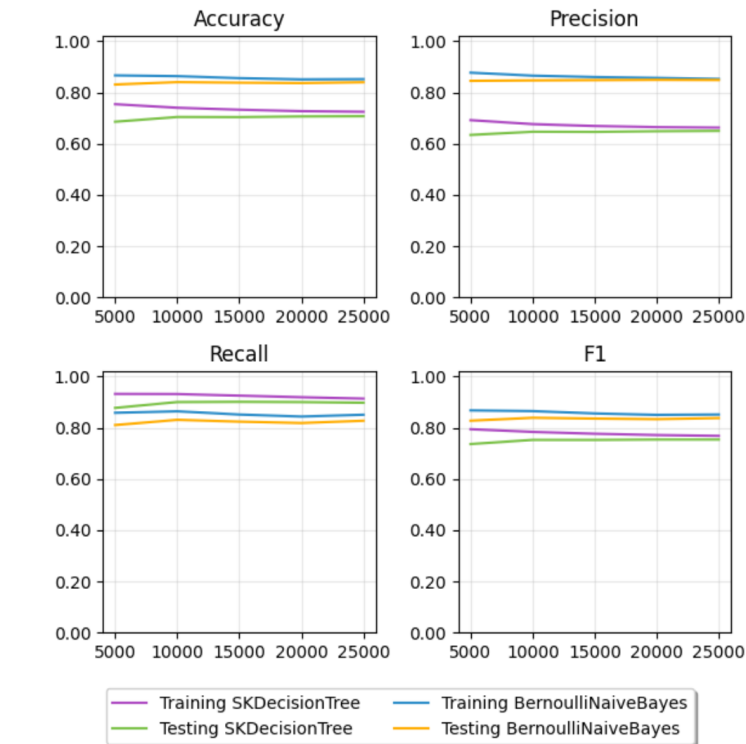 Accuracy
Precision
1.00
0.80
0.60
0.40
0.20
0.00
5000 10000 15000 20000 25000
1.00
0.80
0.60
0.40
0.20
0.00
5000 10000 15000 20000 25000
Recall
F1
1.00
0.80
0.60
0.40
0.20
0.00
5000 10000 15000 20000 25000
1.00
0.80
0.60
0.40
0.20
0.00
5000 10000 15000 20000 25000
Training SKDecisionTree
Testing SKDecisionTree
Training BernoulliNaiveBayes
Testing BernoulliNaiveBayes